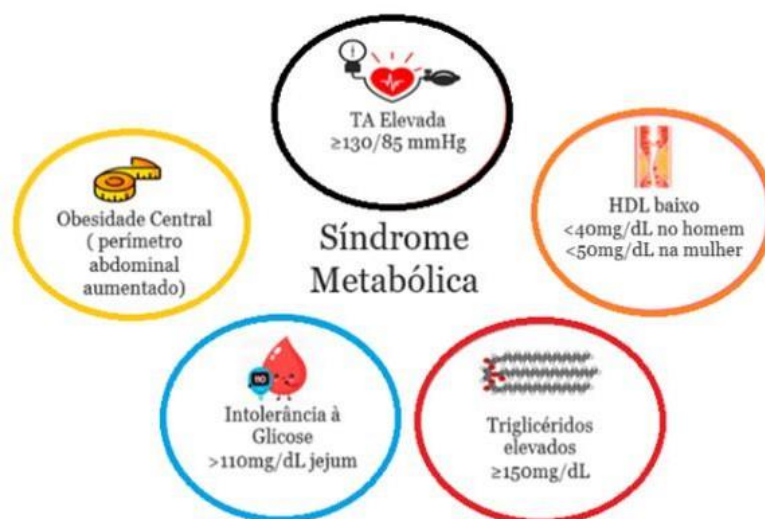 TA Elevada
≥130/85 mmHg
Obesidade Central
( perímetro
abdominal
aumentado)
HDL baixo
<40mg/dL no homem
<50mg/dL na mulher
Síndrome
Metabólica
110
Intolerância à
Glicose
>110mg/dL jejum
Triglicéridos
elevados
≥150mg/dL